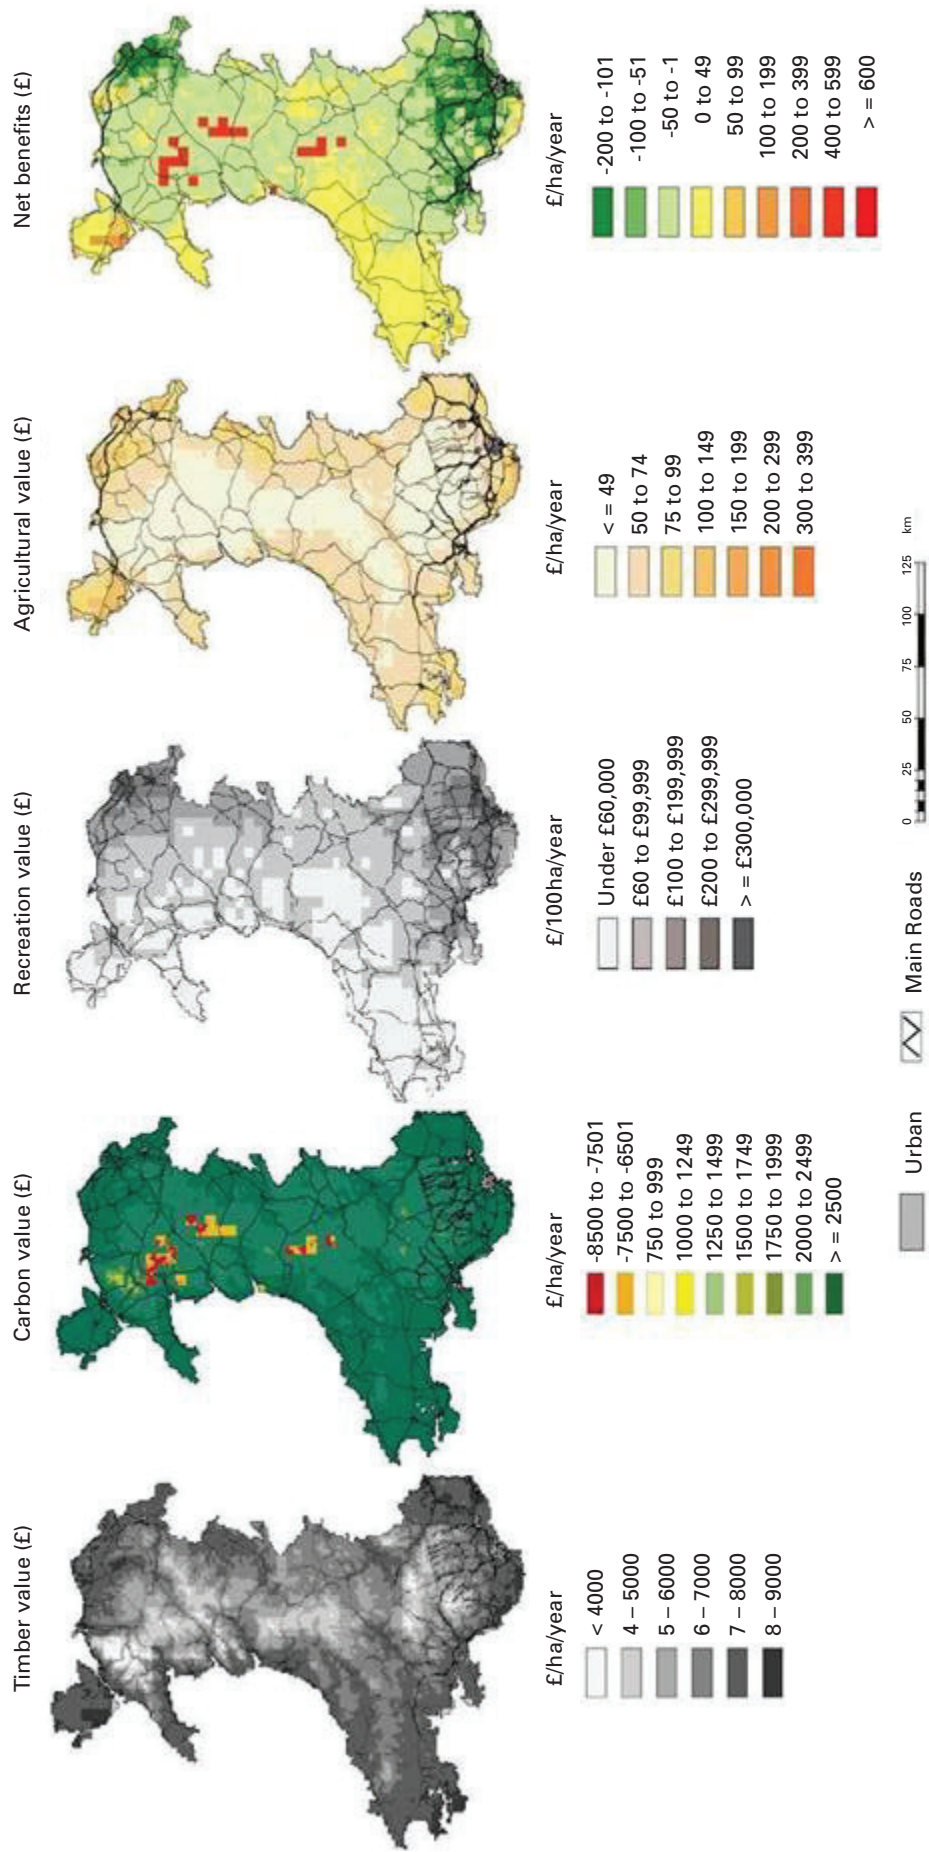 Timber value (£)
£/ha/year
< 4000
4 – 5000
5 – 6000
6 – 7000
7 – 8000
8 – 9000
Carbon value (£)
£/ha/year
-8500 to -7501
-7500 to -6501
750 to 999
1000 to 1249
1250 to 1499
1500 to 1749
1750 to 1999
2000 to 2499
> = 2500
Recreation value (£)
£/100ha/year
Under £60,000
£60 to £99,999
£100 to £199,999
£200 to £299,999
> = £300,000
Agricultural value (£)
£/ha/year
< = 49
50 to 74
75 to 99
100 to 149
150 to 199
200 to 299
300 to 399
Net benefits (£)
£/ha/year
-200 to -101
-100 to -51
-50 to -1
0 to 49
50 to 99
100 to 199
200 to 399
400 to 599
> = 600
Urban
Main Roads
0 25 50 75 100 125 km